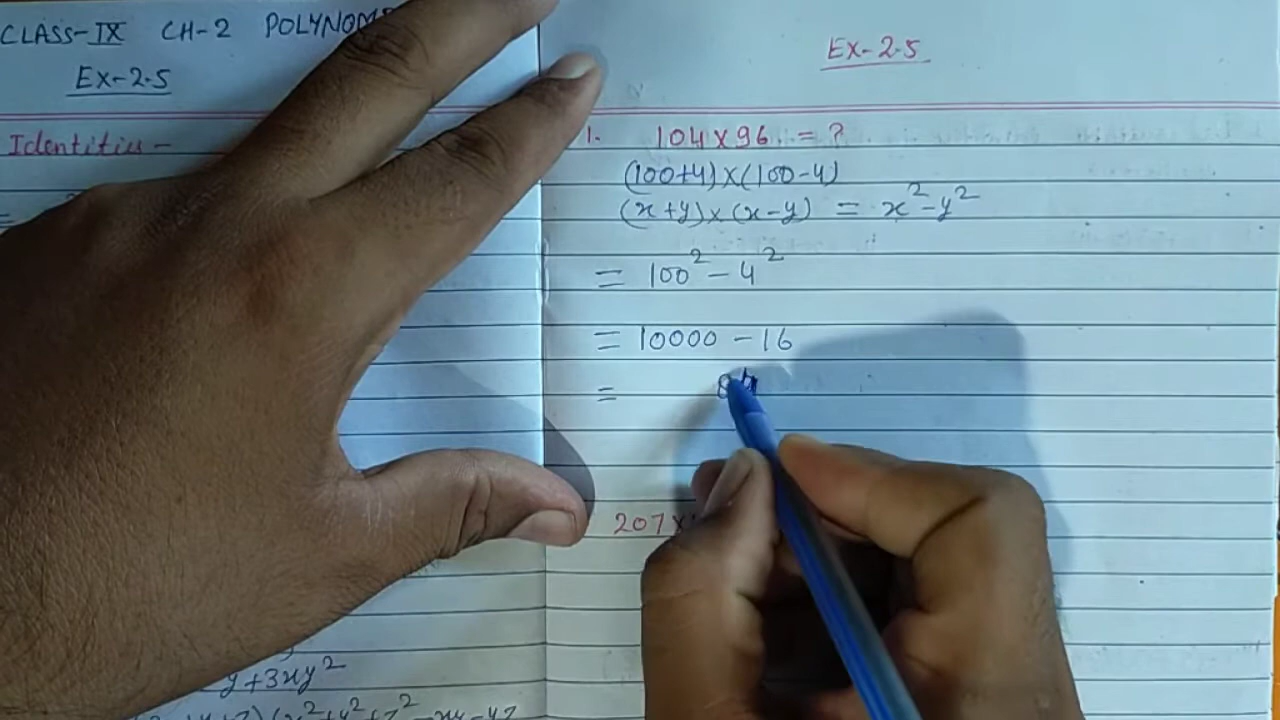 CLASS-IX CH-2 POLYNOM
Ex-2.5
Identities -
y+3xy²
Ex-2.5
1. 104×96 = ?
(100+4)×(100-4)
(x+y)×(x-y) = x²-y²
= 100² - 4²
= 10000 - 16
= 84
207×